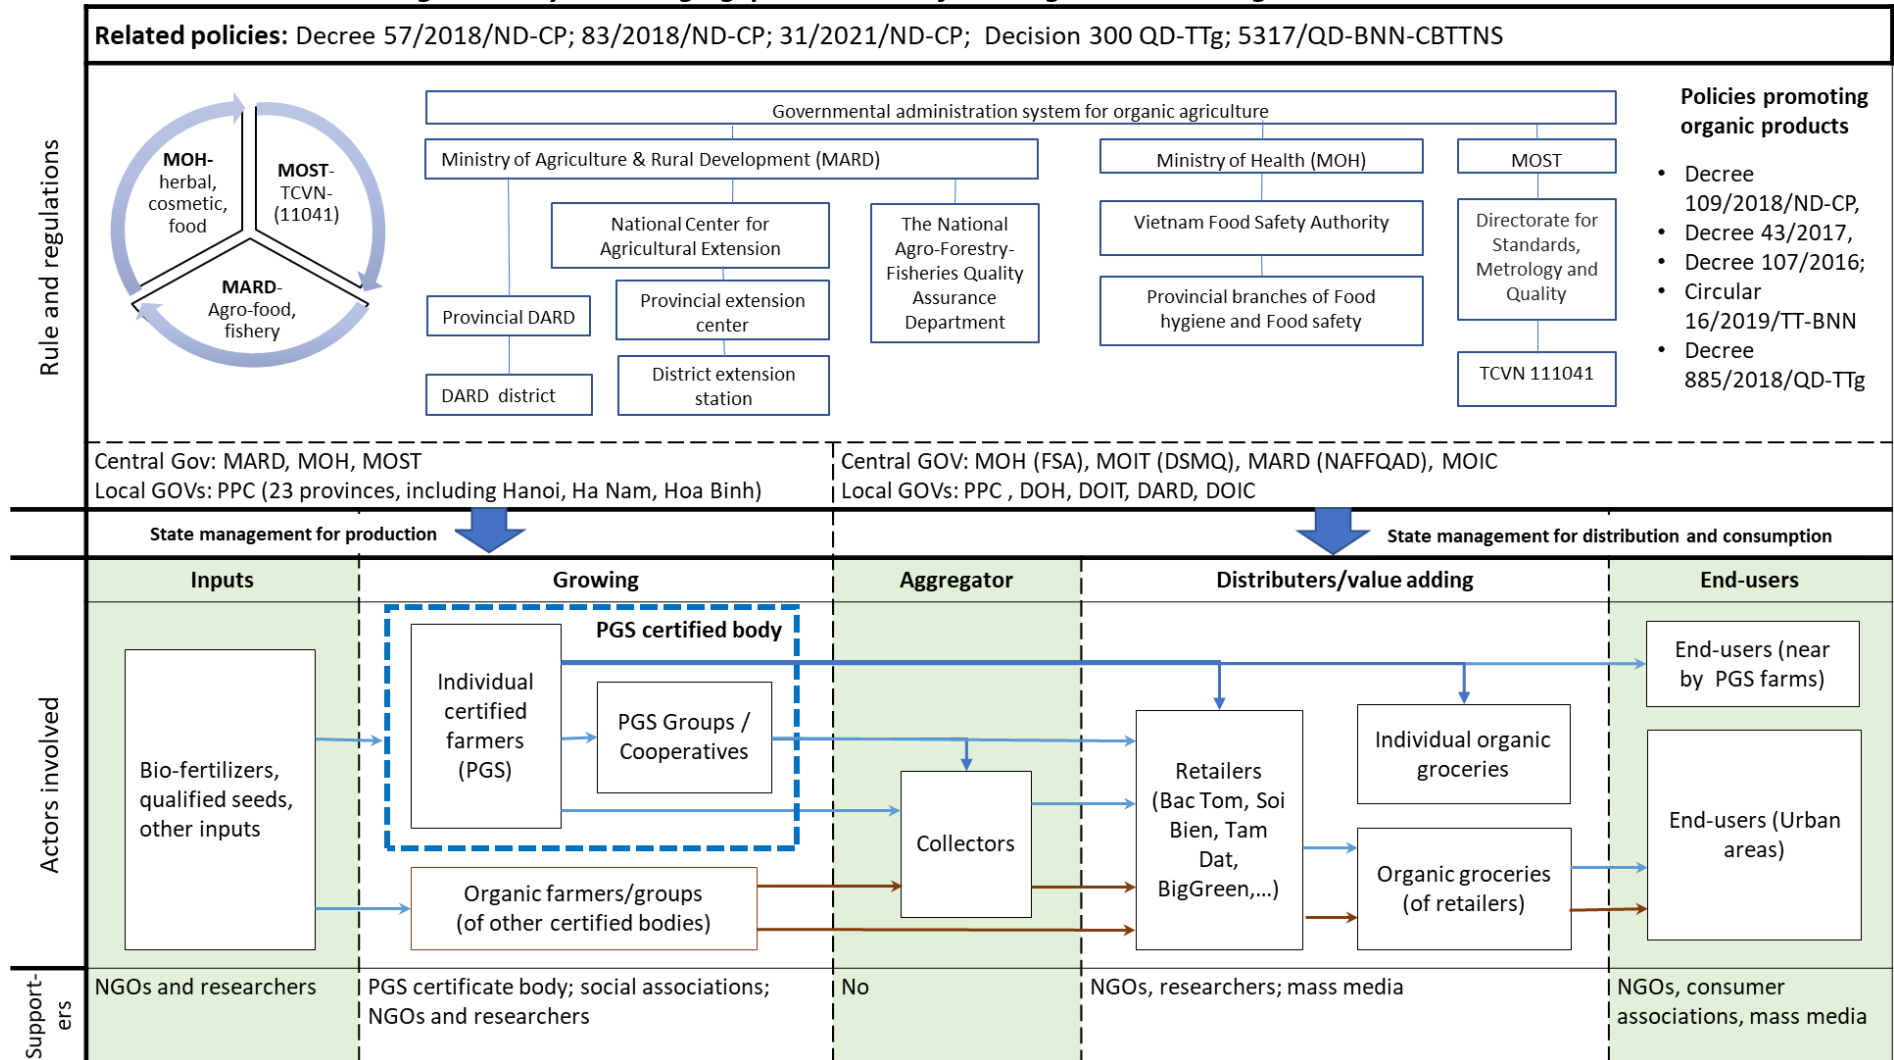 Related policies: Decree 57/2018/ND-CP; 83/2018/ND-CP; 31/2021/ND-CP; Decision 300 QD-TTg; 5317/QD-BNN-CBTTNS
Rule and regulations
MOH-
herbal,
cosmetic,
food
MOST-
TCVN-
(11041)
MARD-
Agro-food,
fishery
Governmental administration system for organic agriculture
Ministry of Agriculture & Rural Development (MARD)
Ministry of Health (MOH)
MOST
National Center for
Agricultural Extension
The National
Agro-Forestry-
Fisheries Quality
Assurance
Department
Vietnam Food Safety Authority
Directorate for
Standards,
Metrology and
Quality
Provincial DARD
Provincial extension
center
Provincial branches of Food
hygiene and Food safety
DARD district
District extension
station
TCVN 111041
Policies promoting
organic products
• Decree
109/2018/ND-CP,
• Decree 43/2017,
• Decree 107/2016;
• Circular
16/2019/TT-BNN
• Decree
885/2018/QD-TTg
Central Gov: MARD, MOH, MOST
Local GOVs: PPC (23 provinces, including Hanoi, Ha Nam, Hoa Binh)
Central GOV: MOH (FSA), MOIT (DSMQ), MARD (NAFFQAD), MOIC
Local GOVs: PPC , DOH, DOIT, DARD, DOIC
State management for production
State management for distribution and consumption
Actors involved
Inputs
Growing
Aggregator
Distributers/value adding
End-users
Bio-fertilizers,
qualified seeds,
other inputs
PGS certified body
Individual
certified
farmers
(PGS)
PGS Groups /
Cooperatives
Organic farmers/groups
(of other certified bodies)
Collectors
Retailers
(Bac Tom, Soi
Bien, Tam
Dat,
BigGreen,...)
Individual organic
groceries
Organic groceries
(of retailers)
End-users (near
by PGS farms)
End-users (Urban
areas)
Support-
ers
NGOs and researchers
PGS certificate body; social associations;
NGOs and researchers
No
NGOs, researchers; mass media
NGOs, consumer
associations, mass media